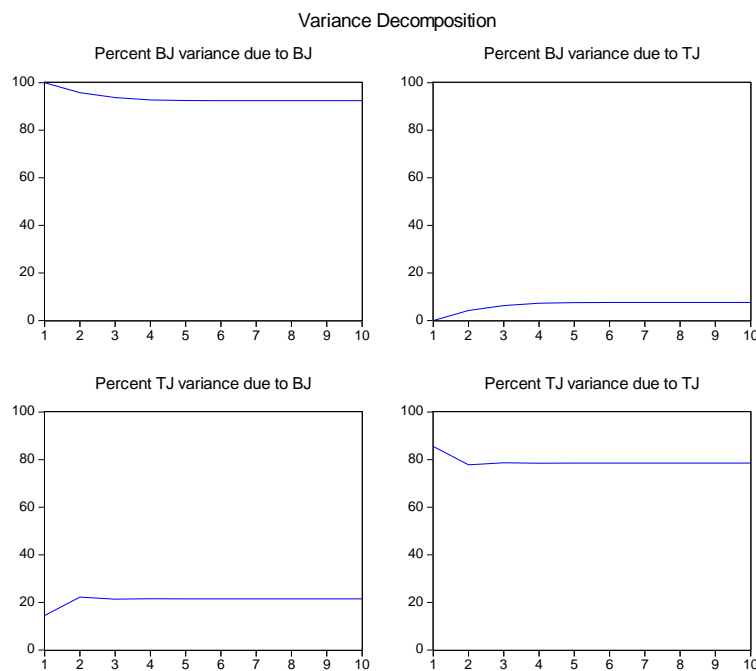 Variance Decomposition
Percent BJ variance due to BJ
100
80
60
40
20
0
1 2 3 4 5 6 7 8 9 10
Percent BJ variance due to TJ
100
80
60
40
20
0
1 2 3 4 5 6 7 8 9 10
Percent TJ variance due to BJ
100
80
60
40
20
0
1 2 3 4 5 6 7 8 9 10
Percent TJ variance due to TJ
100
80
60
40
20
0
1 2 3 4 5 6 7 8 9 10